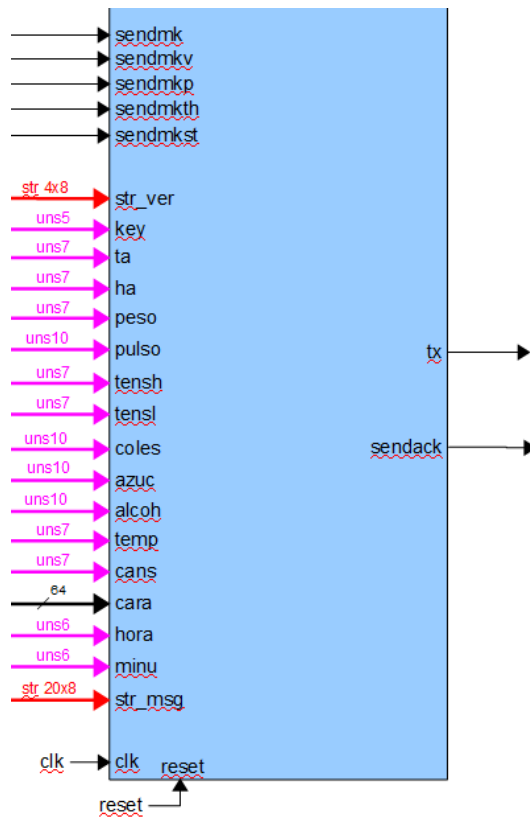 sendmk
sendmkv
sendmkp
sendmkth
sendmkst
str 4x8 str_ver
uns5 key
uns7 ta
uns7 ha
uns7 peso
uns10 pulso
tx
uns7 tensh
uns7 tensl
uns10 coles
sendack
uns10 azuc
uns10 alcoh
uns7 temp
uns7 cans
64 cara
uns6 hora
uns6 minu
str 20x8 str_msg
clk clk
reset
reset